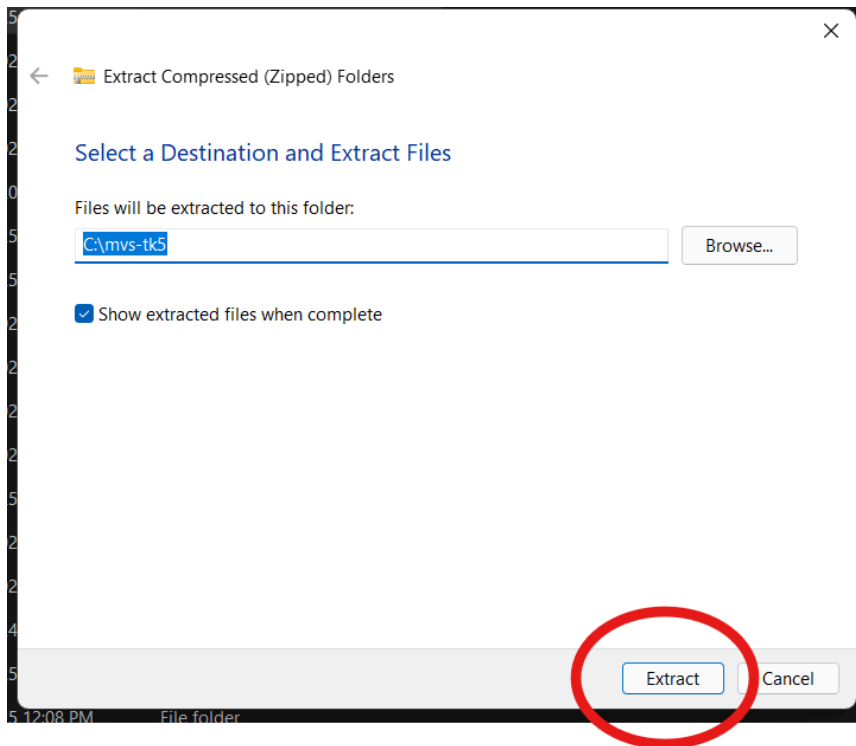 Extract Compressed (Zipped) Folders
Select a Destination and Extract Files
Files will be extracted to this folder:
C:\mvs-tk5
Browse...
Show extracted files when complete
Extract
Cancel
5 12:08 PM
File folder